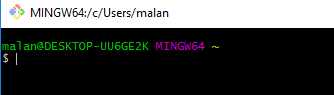 MINGW64:/c/Users/malan
malan@DESKTOP-UU6GE2K MINGW64 ~
$